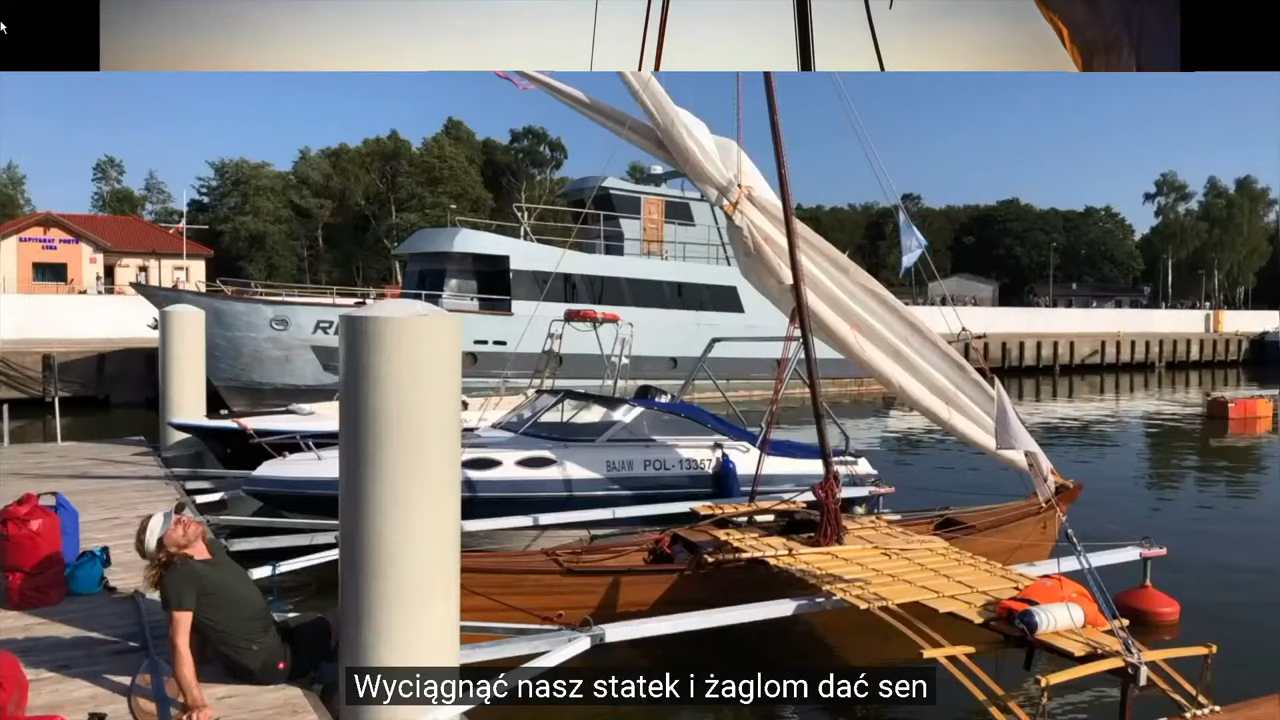 KAPITANAT PORTU
ŁEBA
BAJAW POL-13357
Wyciągnąć nasz statek i żaglom dać sen